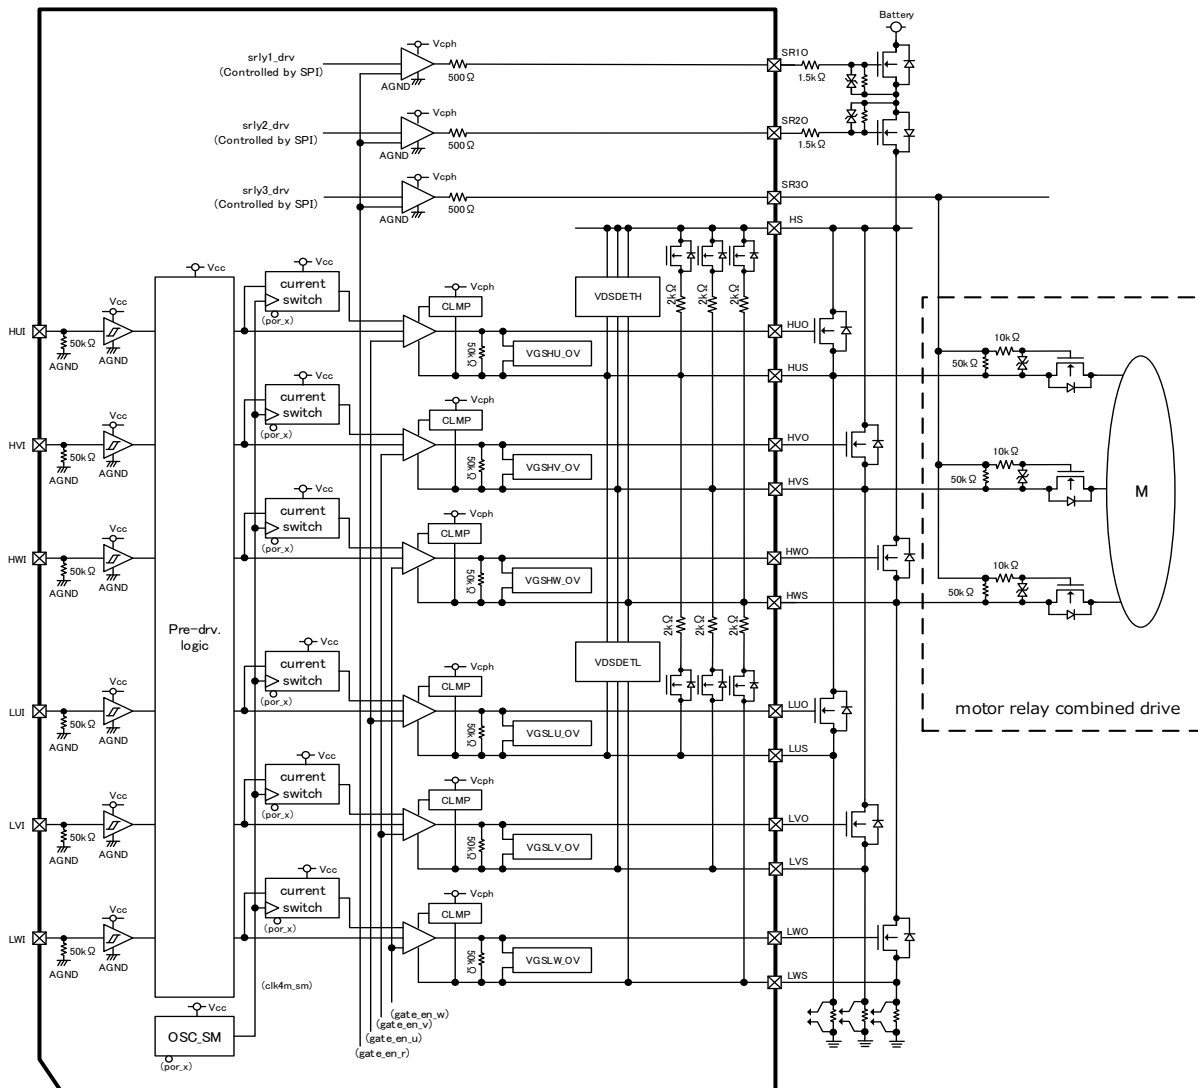 Battery
srly1_drv
(Controlled by SPI)
Vcph
AGND
500Ω
SR1O
1.5kΩ
srly2_drv
(Controlled by SPI)
Vcph
AGND
500Ω
SR2O
1.5kΩ
srly3_drv
(Controlled by SPI)
Vcph
AGND
500Ω
SR3O
HS
Vcc
2kΩ
2kΩ
2kΩ
VDSDETH
HUI
50kΩ
AGND
Vcc
AGND
Vcc
current
switch
(por_x)
Vcph
CLMP
50kΩ
VGSHU_OV
HUO
HUS
10kΩ
50kΩ
HVI
50kΩ
AGND
Vcc
AGND
Vcc
current
switch
(por_x)
Vcph
CLMP
50kΩ
VGSHV_OV
HVO
HVS
10kΩ
50kΩ
M
HWI
50kΩ
AGND
Vcc
AGND
Vcc
current
switch
(por_x)
Vcph
CLMP
50kΩ
VGSHW_OV
HWO
HWS
10kΩ
50kΩ
Pre-drv.
logic
2kΩ
2kΩ
2kΩ
VDSDETL
LUI
50kΩ
AGND
Vcc
AGND
Vcc
current
switch
(por_x)
Vcph
CLMP
50kΩ
VGSLU_OV
LUO
LUS
motor relay combined drive
LVI
50kΩ
AGND
Vcc
AGND
Vcc
current
switch
(por_x)
Vcph
CLMP
50kΩ
VGSLV_OV
LVO
LVS
LWI
50kΩ
AGND
Vcc
AGND
Vcc
current
switch
(por_x)
Vcph
CLMP
50kΩ
VGSLW_OV
LWO
LWS
(clk4m_sm)
Vcc
OSC_SM
(por_x)
(gate_en_w)
(gate_en_v)
(gate_en_u)
(gate_en_r)